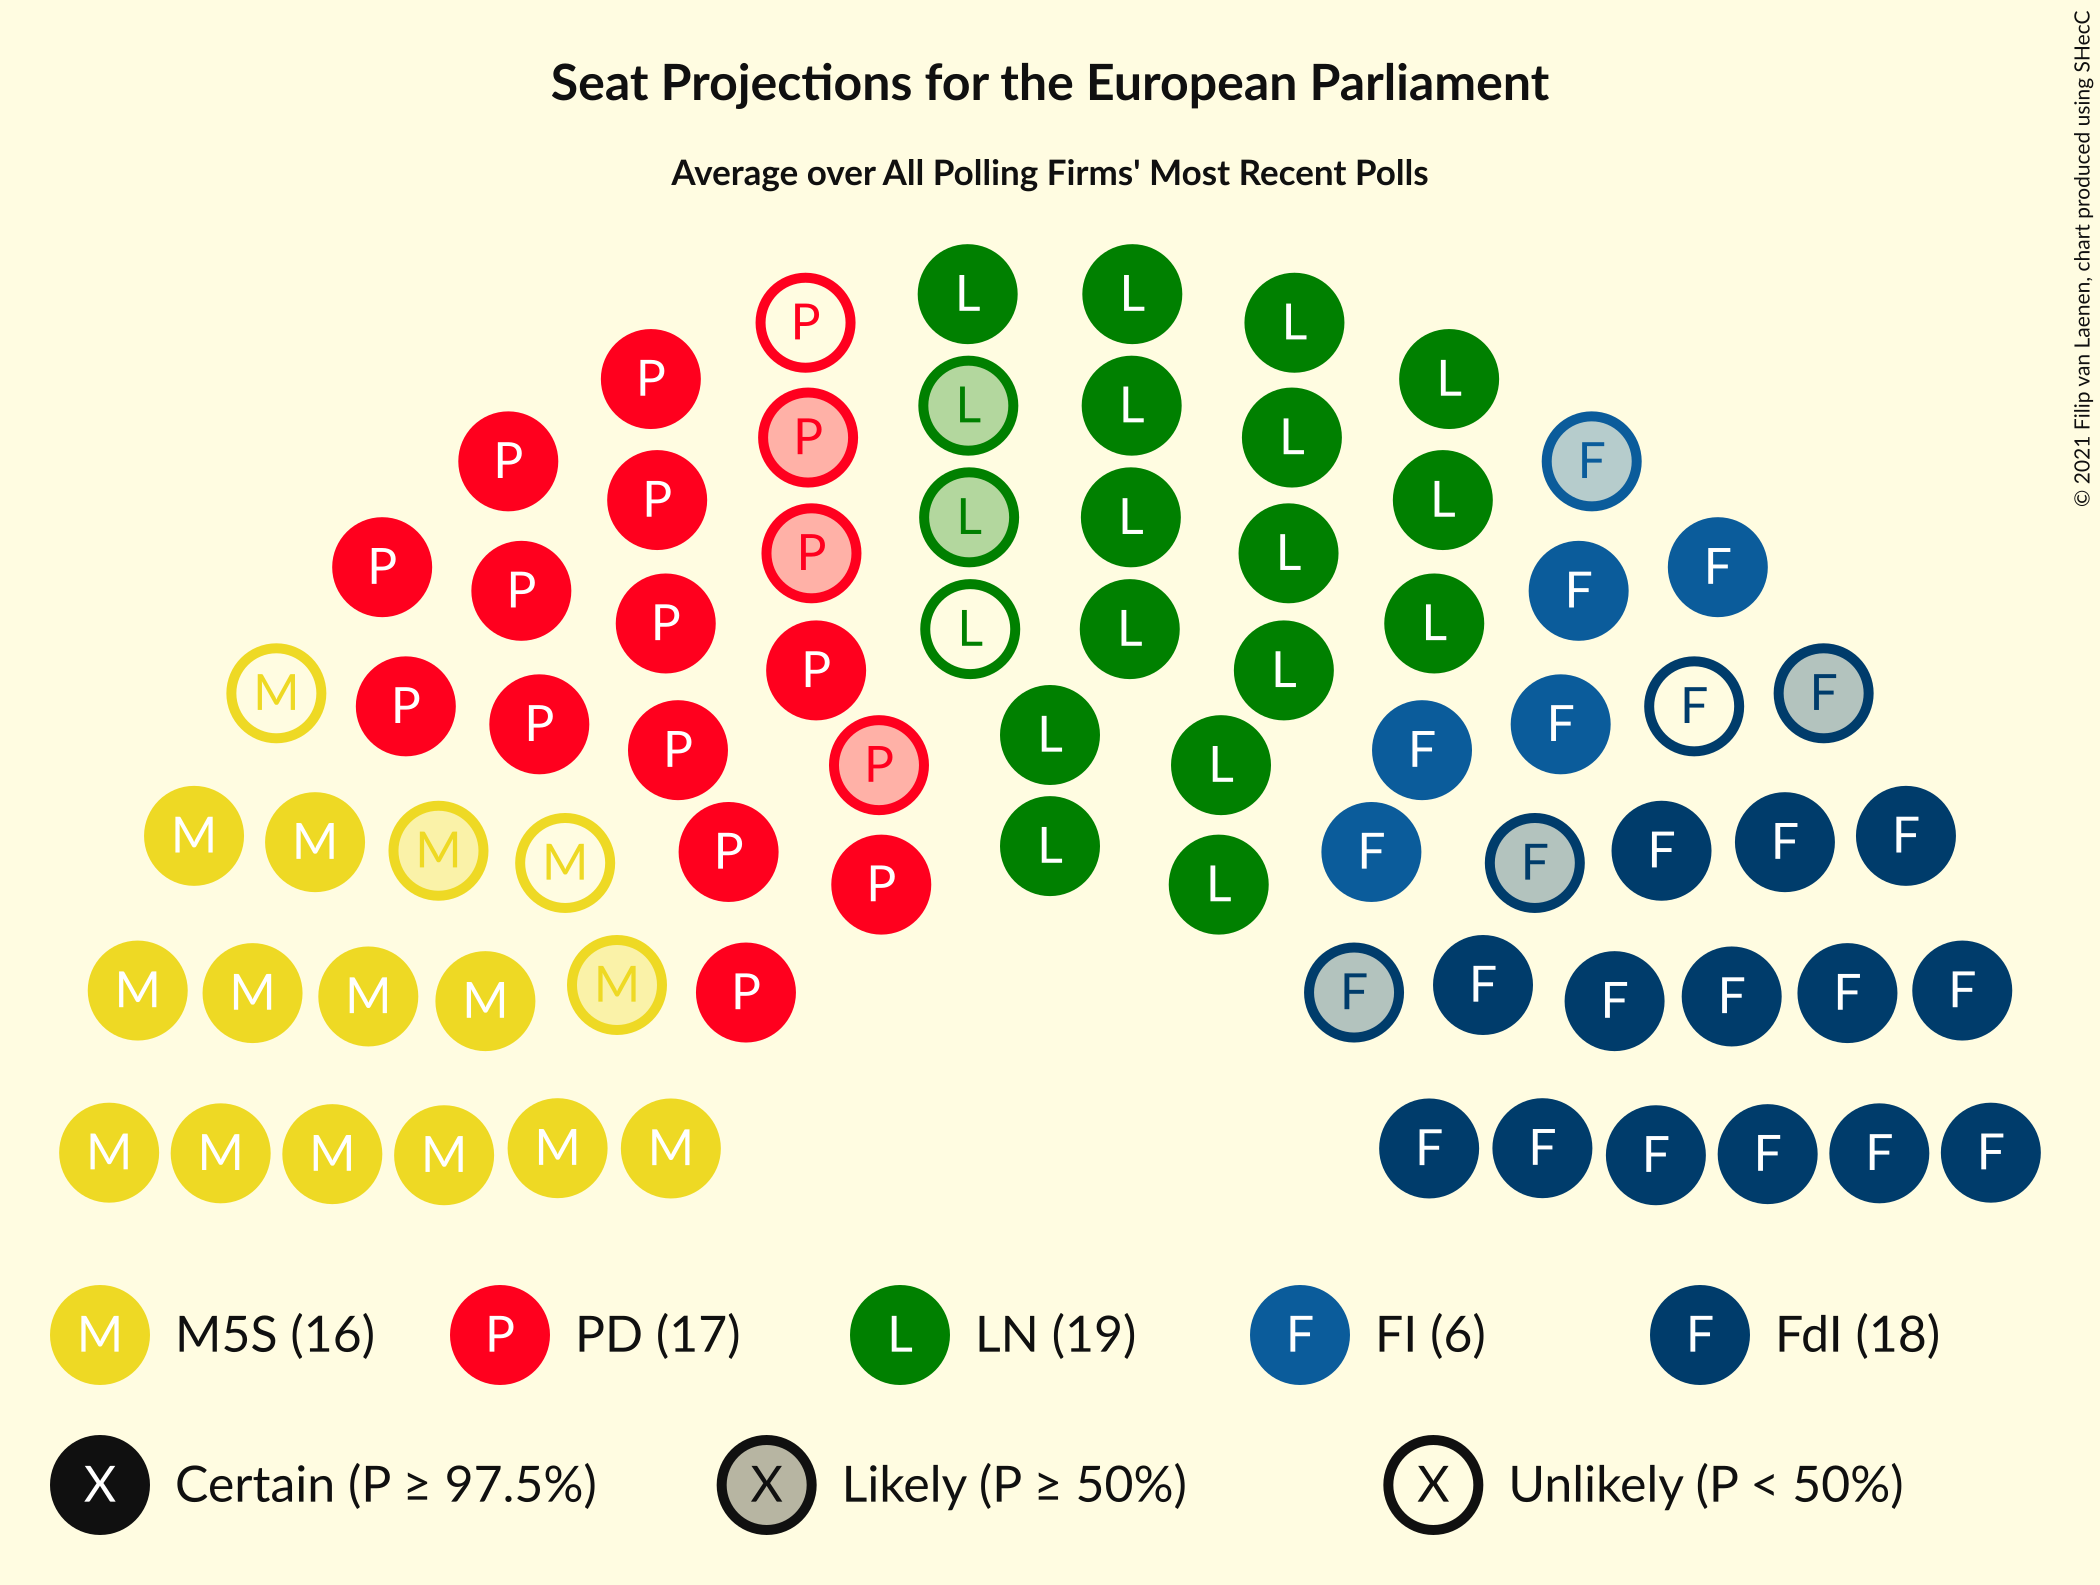 Seat Projections for the European Parliament
Average over All Polling Firms' Most Recent Polls
© 2021 Filip van Laenen, chart produced using SHecC
L L
P L
P L
L L
P L
P F
P L
P L
P L
P F
P F
P L
L L
P L
M F
P F
P F
P F
P L
L
P L
M M M M F F F F
P F
L
P L
M M M M M P F F F F F F
M M M M M M F F F F F F
M M5S (16) P PD (17) L LN (19) F FI (6) F FdI (18)
X Certain (P ≥ 97.5%) X Likely (P ≥ 50%) X Unlikely (P < 50%)